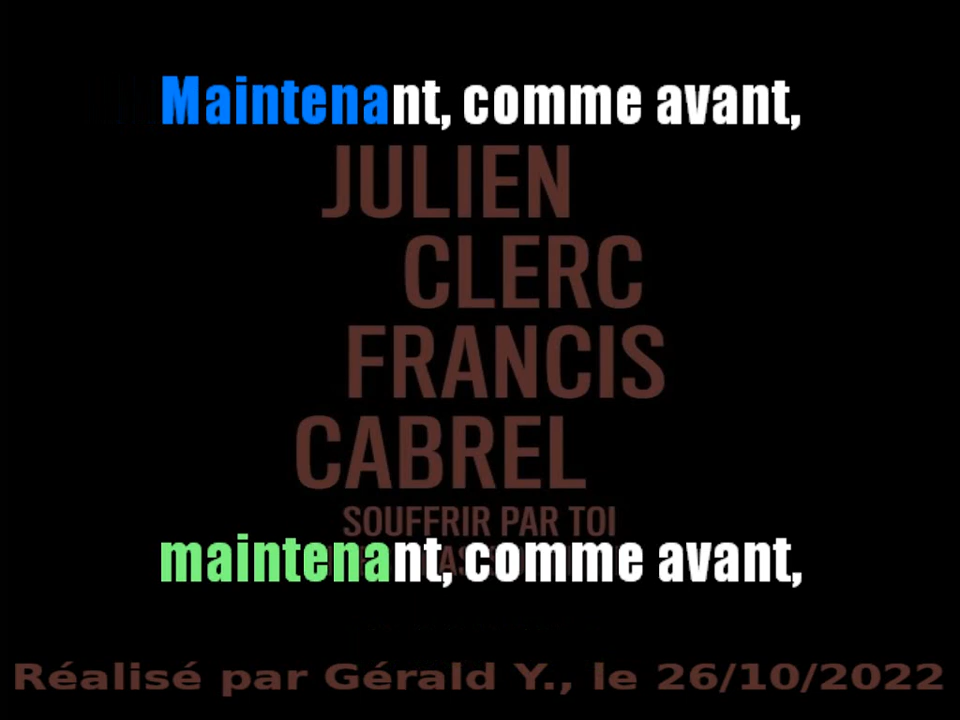 Maintenant, comme avant,
JULIEN
CLERC
FRANCIS
CABREL
SOUFFRIR PAR TOI
maintenant, comme avant,
Réalisé par Gérald Y., le 26/10/2022